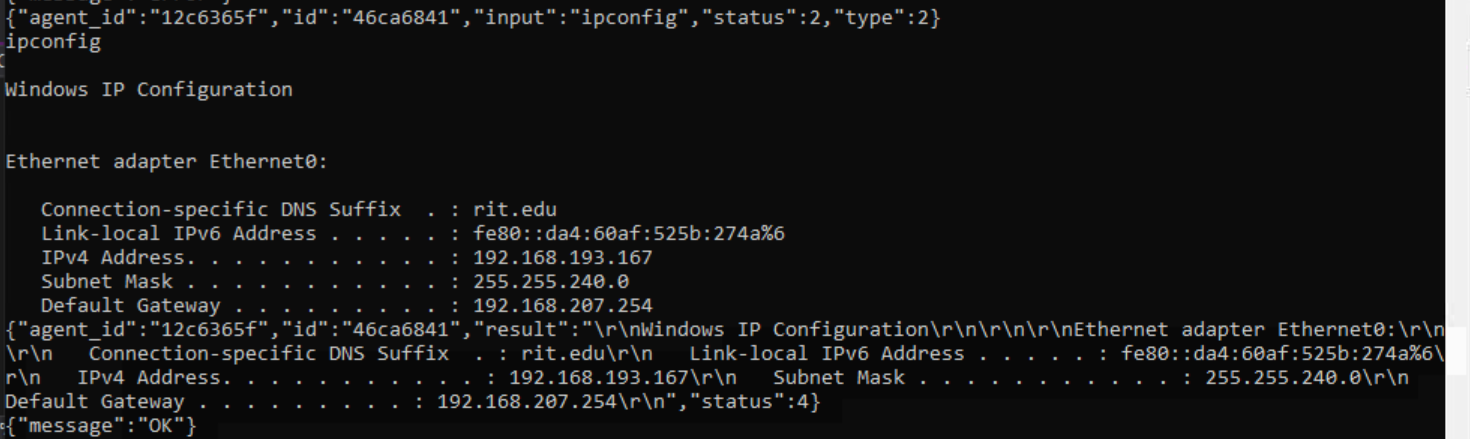 {"agent_id":"12c6365f","id":"46ca6841","input":"ipconfig","status":2,"type":2}
ipconfig
Windows IP Configuration
Ethernet adapter Ethernet0:
Connection-specific DNS Suffix  . : rit.edu
Link-local IPv6 Address . . . . . : fe80::da4:60af:525b:274a%6
IPv4 Address. . . . . . . . . . . : 192.168.193.167
Subnet Mask . . . . . . . . . . . : 255.255.240.0
Default Gateway . . . . . . . . . : 192.168.207.254
{"agent_id":"12c6365f","id":"46ca6841","result":"\r\nWindows IP Configuration\r\n\r\n\r\nEthernet adapter Ethernet0:\r\n
\r\n   Connection-specific DNS Suffix  . : rit.edu\r\n   Link-local IPv6 Address . . . . . : fe80::da4:60af:525b:274a%6\
r\n   IPv4 Address. . . . . . . . . . . : 192.168.193.167\r\n   Subnet Mask . . . . . . . . . . . : 255.255.240.0\r\n
Default Gateway . . . . . . . . . : 192.168.207.254\r\n","status":4}
{"message":"OK"}